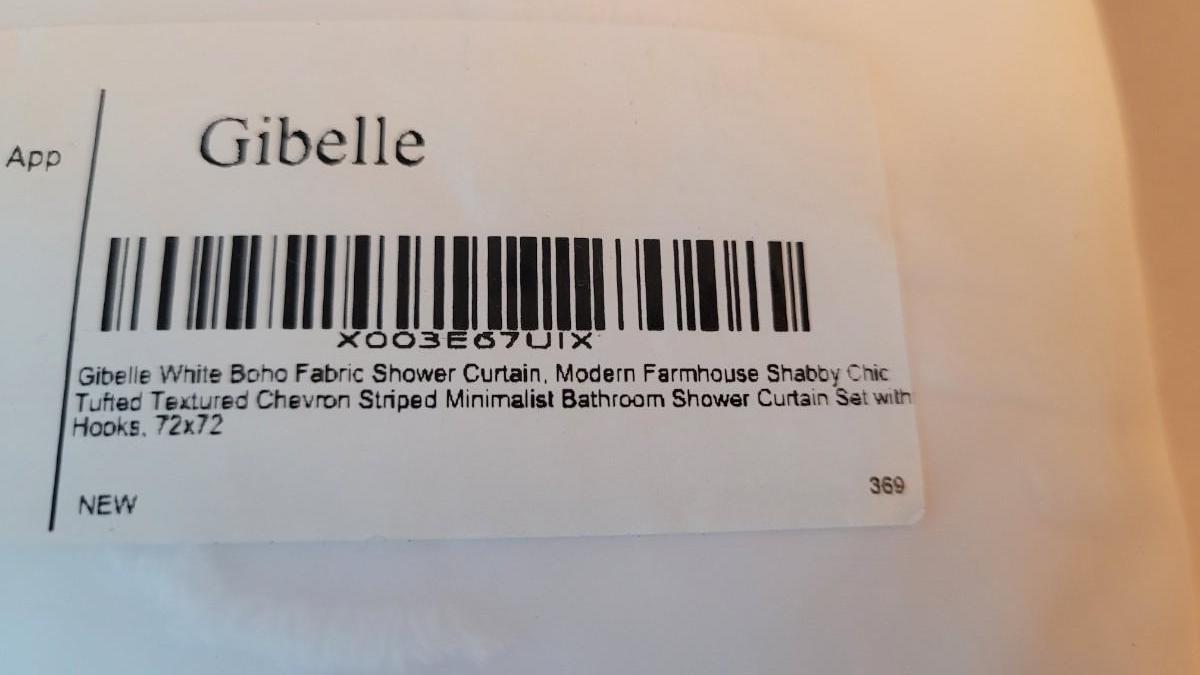 App
Gibelle
X003E67UIX
Gibelle White Boho Fabric Shower Curtain, Modern Farmhouse Shabby Chic
Tufted Textured Chevron Striped Minimalist Bathroom Shower Curtain Set with
Hooks, 72x72
NEW
369